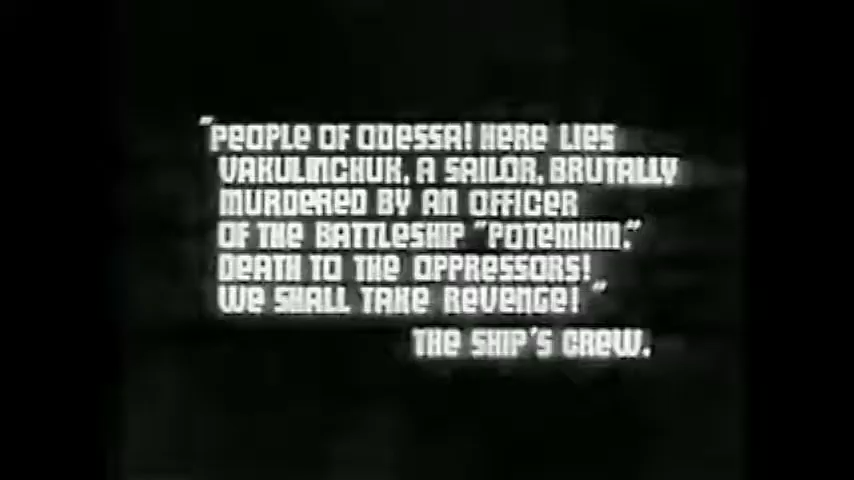 "PEOPLE OF ODESSA! HERE LIES
VAKULINCHUK, A SAILOR, BRUTALLY
MURDERED BY AN OFFICER
OF THE BATTLESHIP "POTEMKIN."
DEATH TO THE OPPRESSORS!
WE SHALL TAKE REVENGE!"
THE SHIP'S CREW.